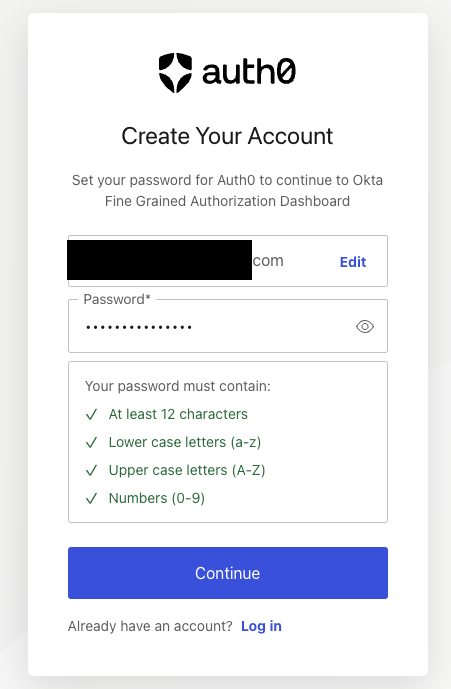 auth0
Create Your Account
Set your password for Auth0 to continue to Okta
Fine Grained Authorization Dashboard
com Edit
Password*
•••••••••••••••
Your password must contain:
✓ At least 12 characters
✓ Lower case letters (a-z)
✓ Upper case letters (A-Z)
✓ Numbers (0-9)
Continue
Already have an account? Log in